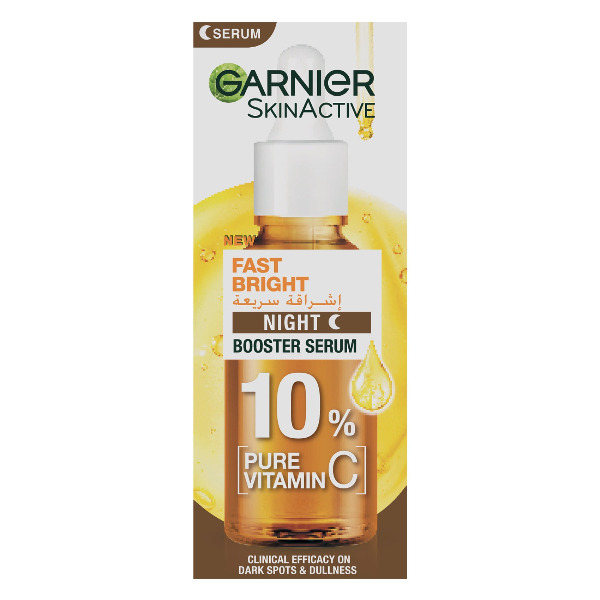 SERUM
GARNIER
SKINACTIVE
NEW
FAST
BRIGHT
إشراقة سريعة
NIGHT
BOOSTER SERUM
10%
PURE
VITAMIN C
CLINICAL EFFICACY ON
DARK SPOTS & DULLNESS